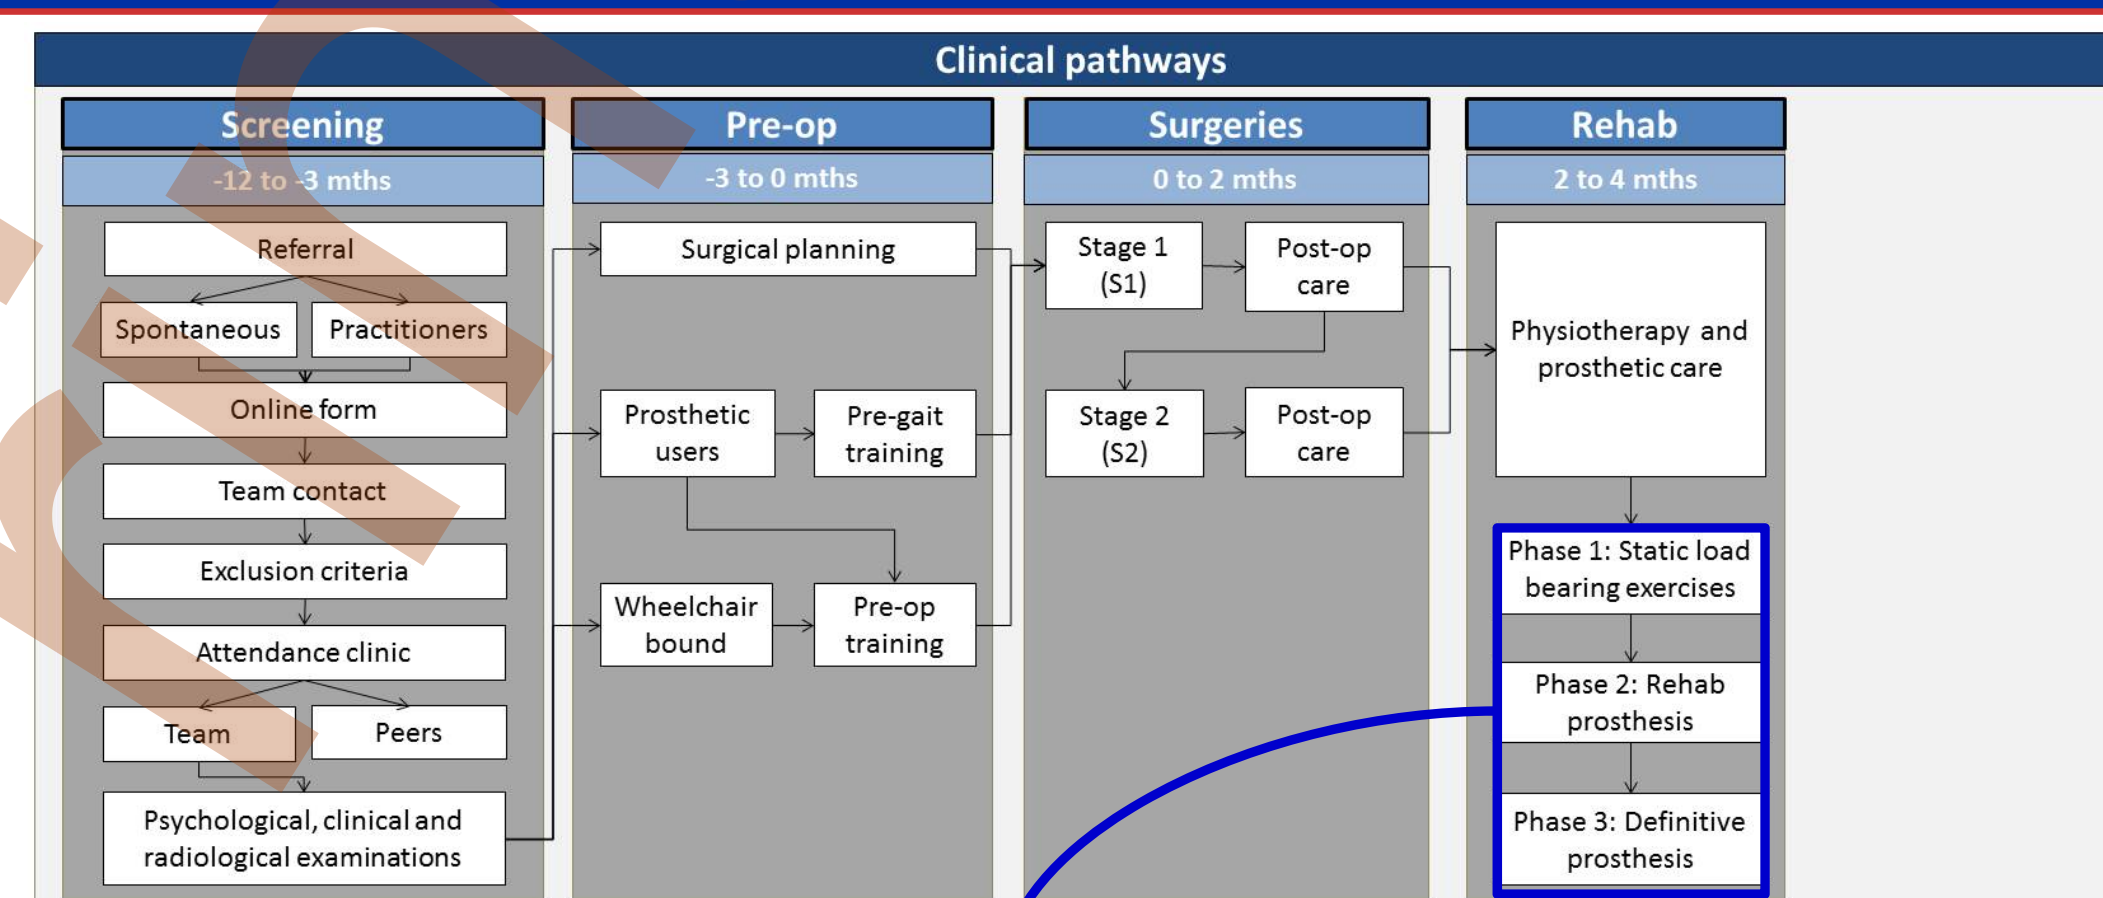 Clinical pathways
Screening
-12 to -3 mths
Referral
Spontaneous
Practitioners
Online form
Team contact
Exclusion criteria
Attendance clinic
Team
Peers
Psychological, clinical and
radiological examinations
Pre-op
-3 to 0 mths
Surgical planning
Prosthetic
users
Pre-gait
training
Wheelchair
bound
Pre-op
training
Surgeries
0 to 2 mths
Stage 1
(S1)
Post-op
care
Stage 2
(S2)
Post-op
care
Rehab
2 to 4 mths
Physiotherapy and
prosthetic care
Phase 1: Static load
bearing exercises
Phase 2: Rehab
prosthesis
Phase 3: Definitive
prosthesis